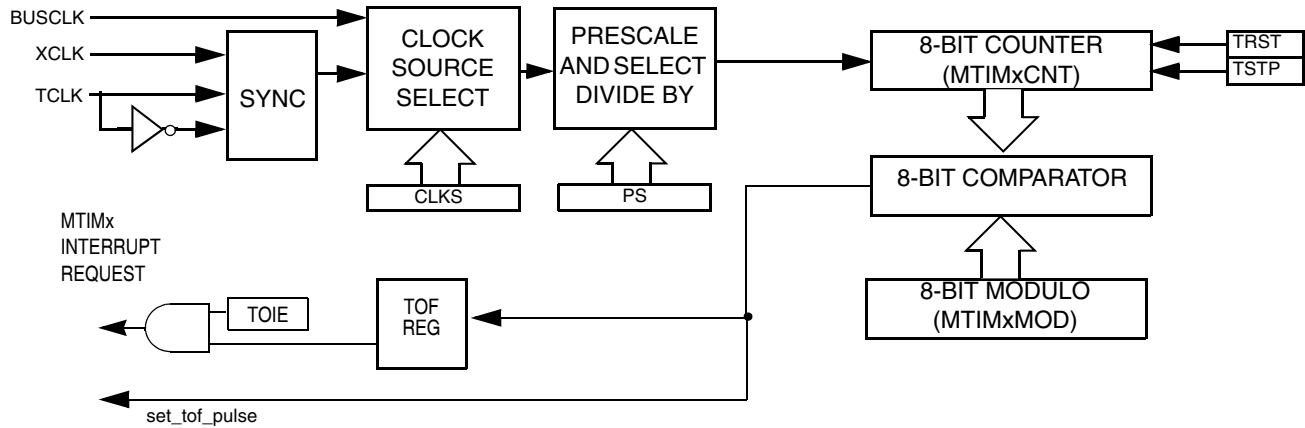 BUSCLK
XCLK
TCLK
SYNC
CLOCK
SOURCE
SELECT
CLKS
PRESCALE
AND SELECT
DIVIDE BY
PS
8-BIT COUNTER
(MTIMxCNT)
TRST
TSTP
8-BIT COMPARATOR
8-BIT MODULO
(MTIMxMOD)
MTIMx
INTERRUPT
REQUEST
TOIE
TOF
REG
set_tof_pulse